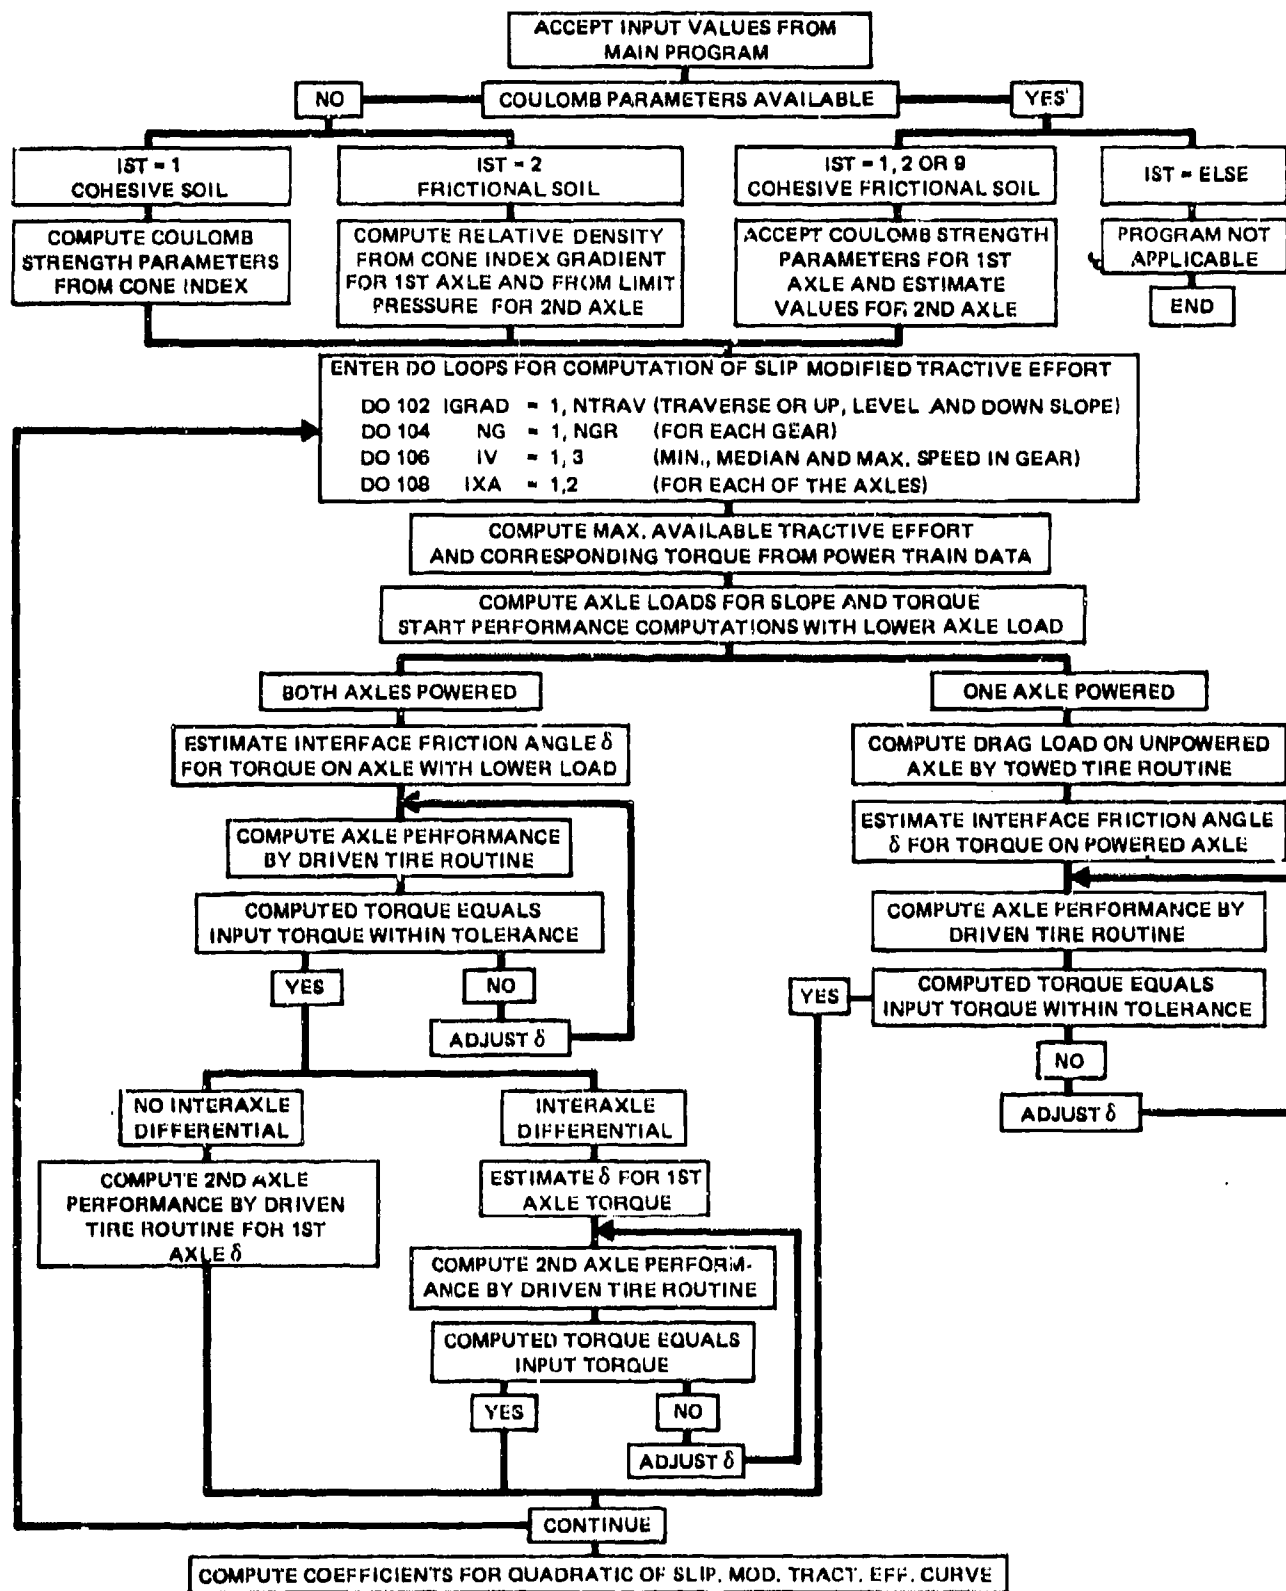 ACCEPT INPUT VALUES FROM
MAIN PROGRAM
NO
COULOMB PARAMETERS AVAILABLE
YES
IST = 1
COHESIVE SOIL
IST = 2
FRICTIONAL SOIL
IST = 1, 2 OR 9
COHESIVE FRICTIONAL SOIL
IST = ELSE
COMPUTE COULOMB
STRENGTH PARAMETERS
FROM CONE INDEX
COMPUTE RELATIVE DENSITY
FROM CONE INDEX GRADIENT
FOR 1ST AXLE AND FROM LIMIT
PRESSURE FOR 2ND AXLE
ACCEPT COULOMB STRENGTH
PARAMETERS FOR 1ST
AXLE AND ESTIMATE
VALUES FOR 2ND AXLE
PROGRAM NOT
APPLICABLE
END
ENTER DO LOOPS FOR COMPUTATION OF SLIP MODIFIED TRACTIVE EFFORT
DO 102 IGRAD = 1, NTRAV (TRAVERSE OR UP, LEVEL AND DOWN SLOPE)
DO 104 NG = 1, NGR (FOR EACH GEAR)
DO 106 IV = 1, 3 (MIN., MEDIAN AND MAX. SPEED IN GEAR)
DO 108 IXA = 1,2 (FOR EACH OF THE AXLES)
COMPUTE MAX. AVAILABLE TRACTIVE EFFORT
AND CORRESPONDING TORQUE FROM POWER TRAIN DATA
COMPUTE AXLE LOADS FOR SLOPE AND TORQUE
START PERFORMANCE COMPUTATIONS WITH LOWER AXLE LOAD
BOTH AXLES POWERED
ONE AXLE POWERED
ESTIMATE INTERFACE FRICTION ANGLE δ
FOR TORQUE ON AXLE WITH LOWER LOAD
COMPUTE DRAG LOAD ON UNPOWERED
AXLE BY TOWED TIRE ROUTINE
COMPUTE AXLE PERFORMANCE
BY DRIVEN TIRE ROUTINE
ESTIMATE INTERFACE FRICTION ANGLE
δ FOR TORQUE ON POWERED AXLE
COMPUTED TORQUE EQUALS
INPUT TORQUE WITHIN TOLERANCE
COMPUTE AXLE PERFORMANCE BY
DRIVEN TIRE ROUTINE
YES
NO
YES
COMPUTED TORQUE EQUALS
INPUT TORQUE WITHIN TOLERANCE
ADJUST δ
NO
ADJUST δ
NO INTERAXLE
DIFFERENTIAL
INTERAXLE
DIFFERENTIAL
COMPUTE 2ND AXLE
PERFORMANCE BY DRIVEN
TIRE ROUTINE FOR 1ST
AXLE δ
ESTIMATE δ FOR 1ST
AXLE TORQUE
COMPUTE 2ND AXLE PERFORM-
ANCE BY DRIVEN TIRE ROUTINE
COMPUTED TORQUE EQUALS
INPUT TORQUE
YES
NO
ADJUST δ
CONTINUE
COMPUTE COEFFICIENTS FOR QUADRATIC OF SLIP. MOD. TRACT. EFF. CURVE